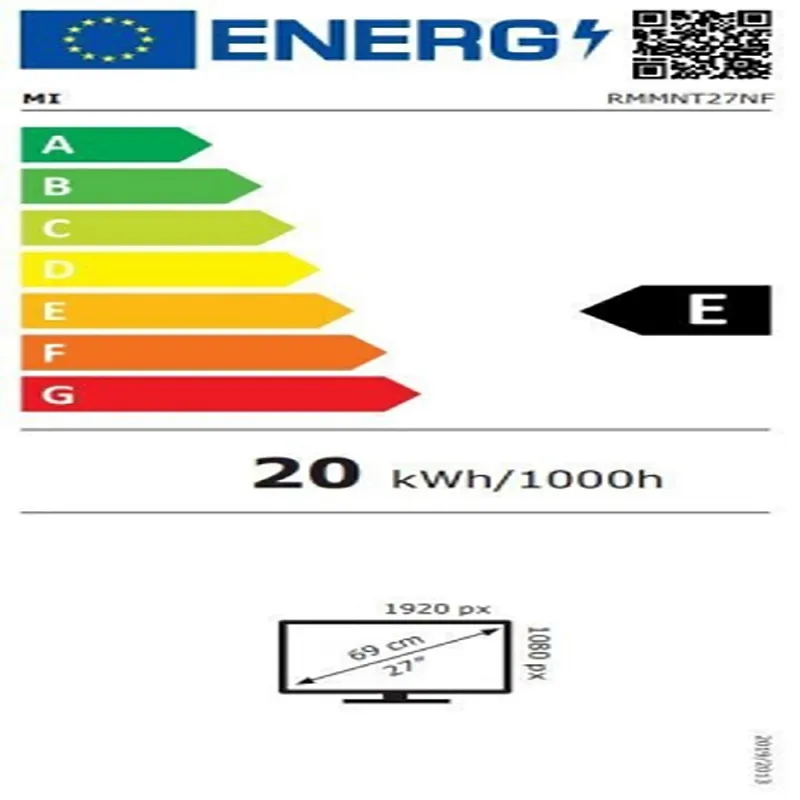 ENERG
MI RMMNT27NF
A
B
C
D
E
E
F
G
20 kWh/1000h
1920 px
1080 px
69 cm
27"
2019/2013